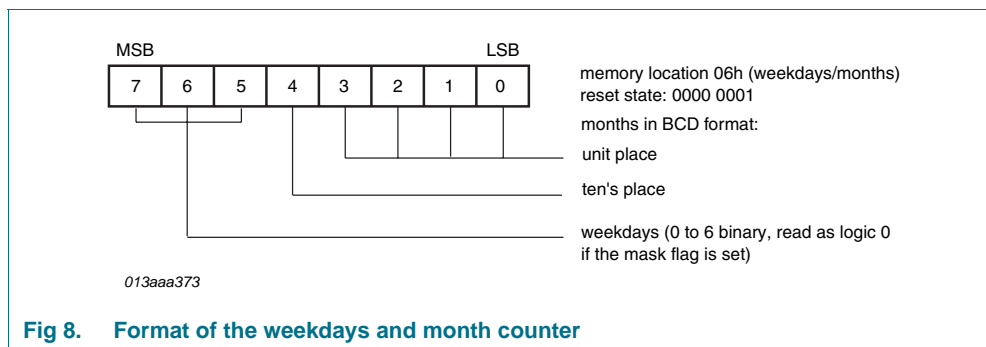 MSB LSB
7 6 5 4 3 2 1 0
memory location 06h (weekdays/months)
reset state: 0000 0001
months in BCD format:
unit place
ten's place
weekdays (0 to 6 binary, read as logic 0
if the mask flag is set)
013aaa373
Fig 8. Format of the weekdays and month counter